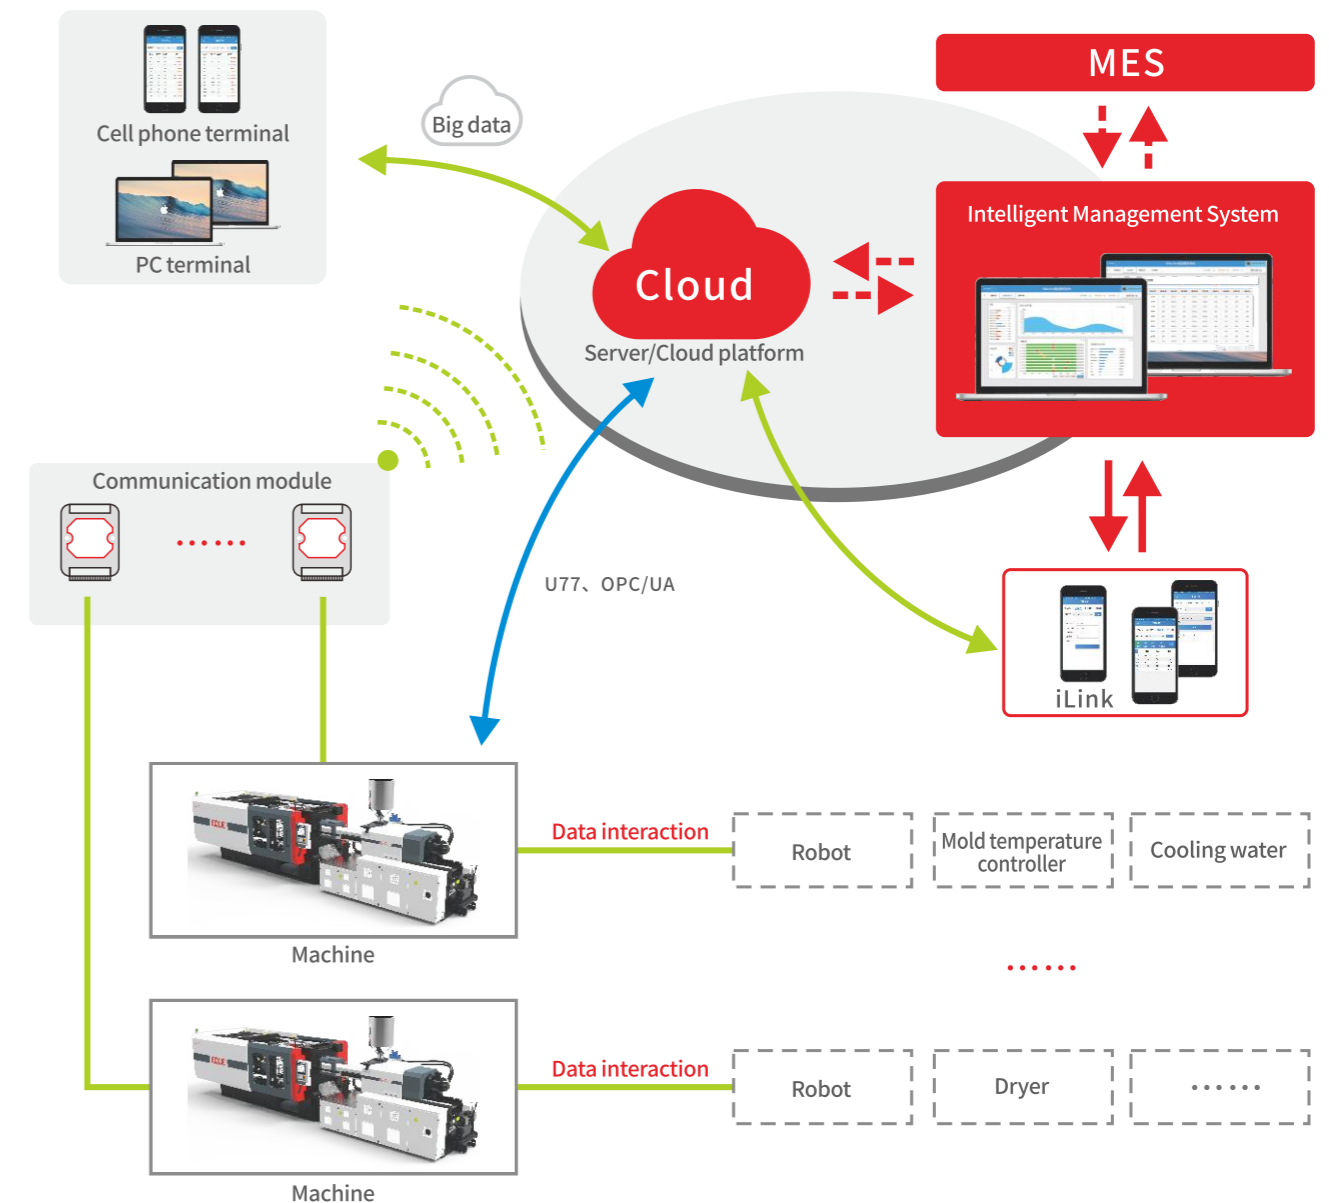 MES
Cell phone terminal
Big data
Intelligent Management System
PC terminal
Cloud
Server/Cloud platform
Communication module
······
U77、OPC/UA
iLink
Data interaction
Robot
Mold temperature
controller
Cooling water
Machine
······
Data interaction
Robot
Dryer
······
Machine